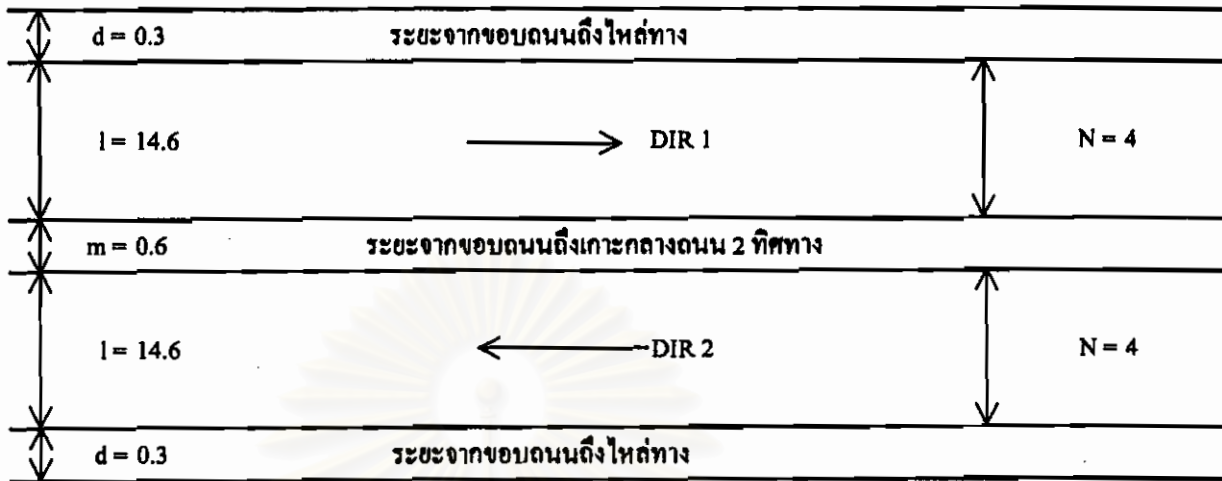 d = 0.3 ระยะจากขอบถนนถึงไหล่ทาง
l = 14.6 DIR 1 N = 4
m = 0.6 ระยะจากขอบถนนถึงเกาะกลางถนน 2 ทิศทาง
l = 14.6 DIR 2 N = 4
d = 0.3 ระยะจากขอบถนนถึงไหล่ทาง